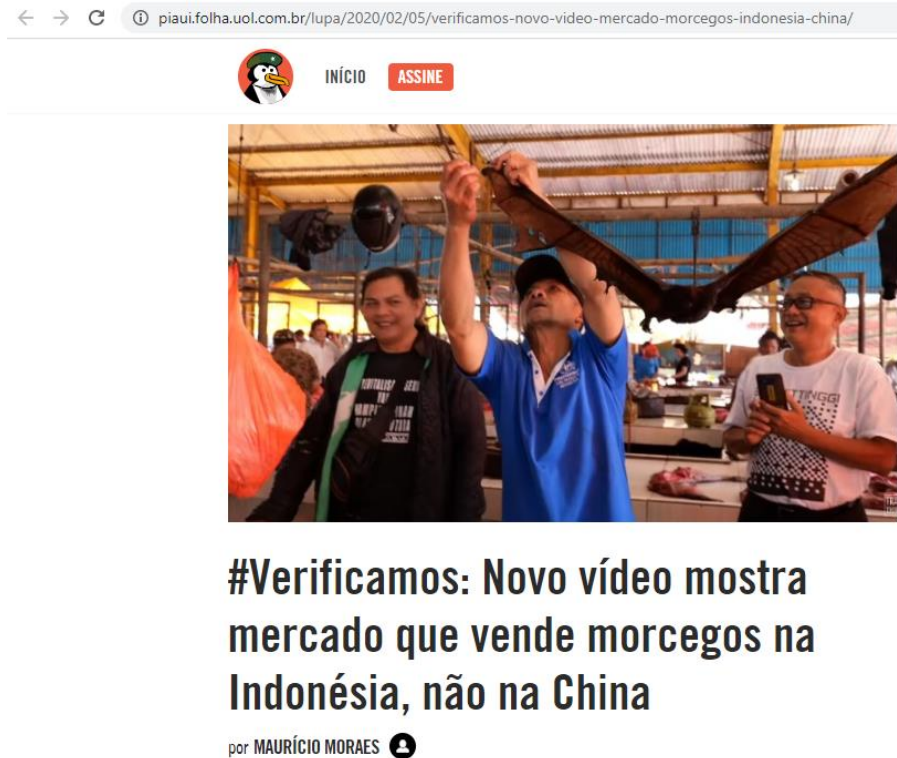 piaui.folha.uol.com.br/lupa/2020/02/05/verificamos-novo-video-mercado-morcegos-indonesia-china/
INÍCIO ASSINE
#Verificamos: Novo vídeo mostra
mercado que vende morcegos na
Indonésia, não na China
por MAURÍCIO MORAES